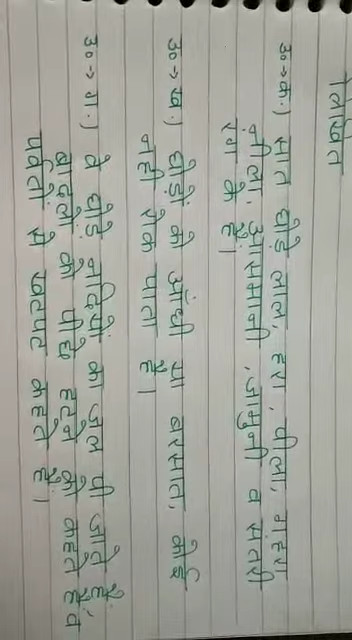 लिखित
उ०→क.) सात घोड़े लाल, हरा, पीला, गहरा
नीला, आसमानी, जामुनी व संतरी
रंग के हैं।
उ०→ख.) घोड़ों को आँधी या बरसात, कोई
नही रोक पाता है।
उ०→ग.) वे घोड़े नदियों का जल पी जाते हैं,
बादलों को पीछे हटने को कहते हैं व
पर्वतों से खटपट कहते हैं।